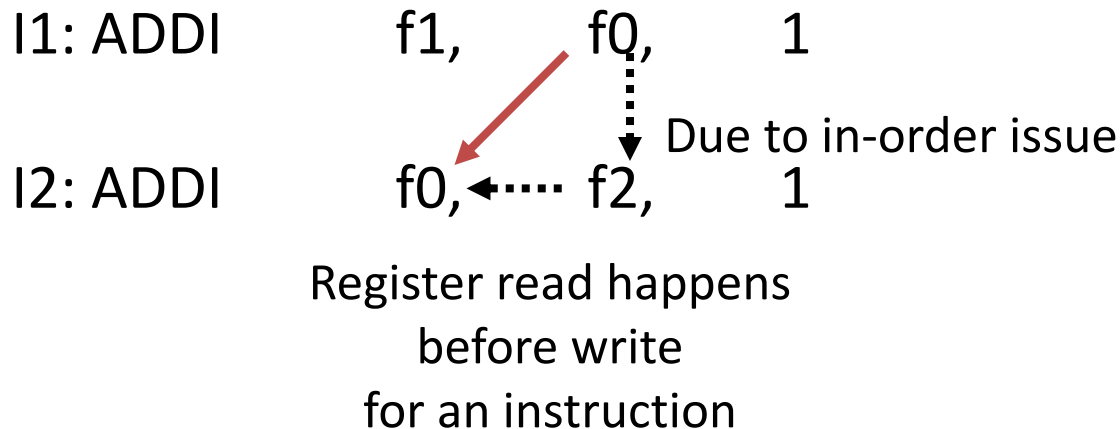 I1: ADDI f1, f0, 1
Due to in-order issue
I2: ADDI f0, f2, 1
Register read happens
before write
for an instruction